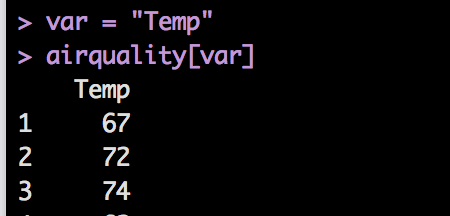 > var = "Temp"
> airquality[var]
Temp
1 67
2 72
3 74